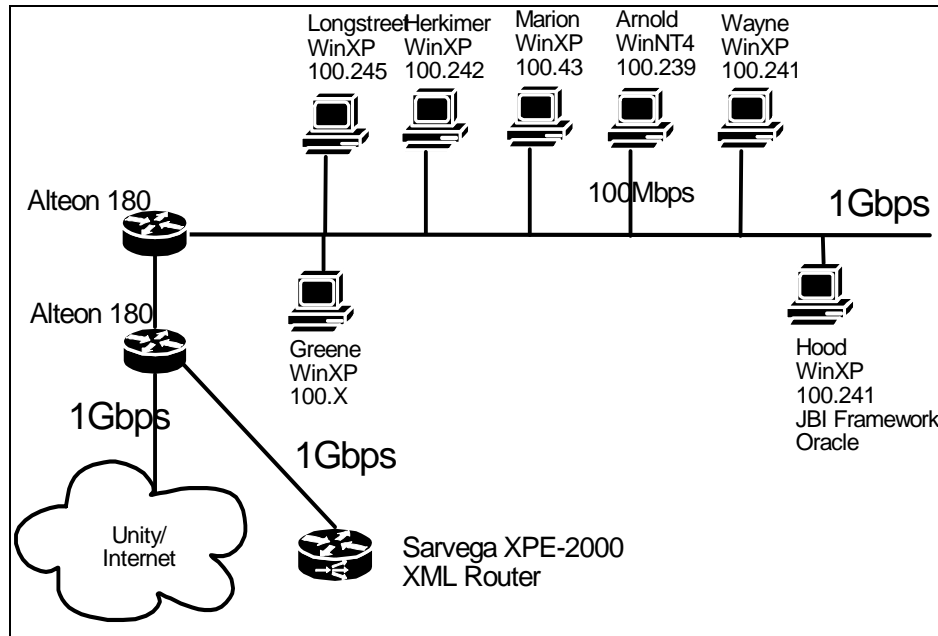 Longstreet
WinXP
100.245
Herkimer
WinXP
100.242
Marion
WinXP
100.43
Arnold
WinNT4
100.239
Wayne
WinXP
100.241
Alteon 180
100Mbps
1Gbps
Alteon 180
Greene
WinXP
100.X
Hood
WinXP
100.241
JBI Framework
Oracle
1Gbps
1Gbps
Unity/
Internet
Sarvega XPE-2000
XML Router